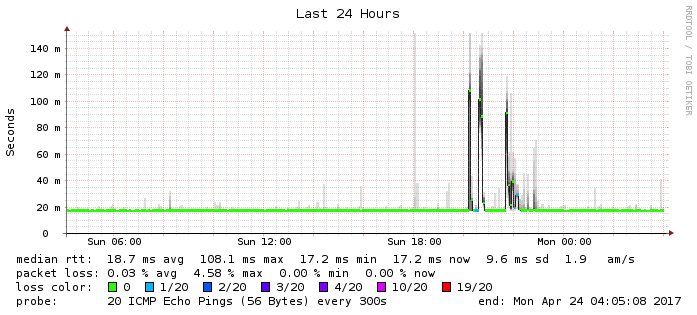 Last 24 Hours
RRDTOOL / TOBI OETIKER
Seconds
140 m
120 m
100 m
80 m
60 m
40 m
20 m
0
Sun 06:00 Sun 12:00 Sun 18:00 Mon 00:00
median rtt: 18.7 ms avg 108.1 ms max 17.2 ms min 17.2 ms now 9.6 ms sd 1.9 am/s
packet loss: 0.03 % avg 4.58 % max 0.00 % min 0.00 % now
loss color: 0 1/20 2/20 3/20 4/20 10/20 19/20
probe: 20 ICMP Echo Pings (56 Bytes) every 300s end: Mon Apr 24 04:05:08 2017